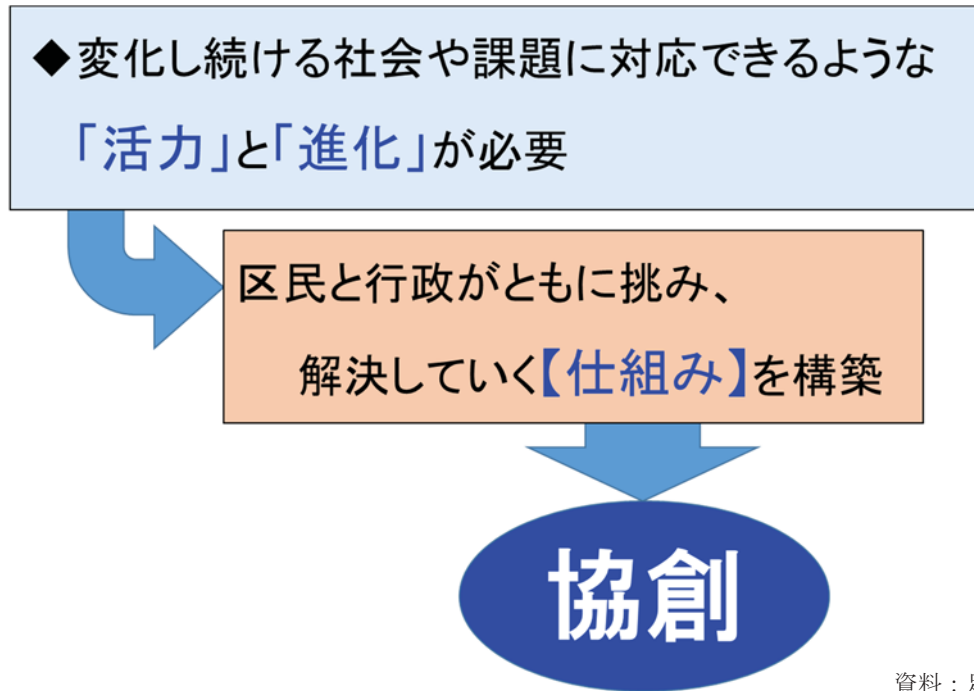 ◆変化し続ける社会や課題に対応できるような
「活力」と「進化」が必要
区民と行政がともに挑み、
解決していく【仕組み】を構築
協創
資料：